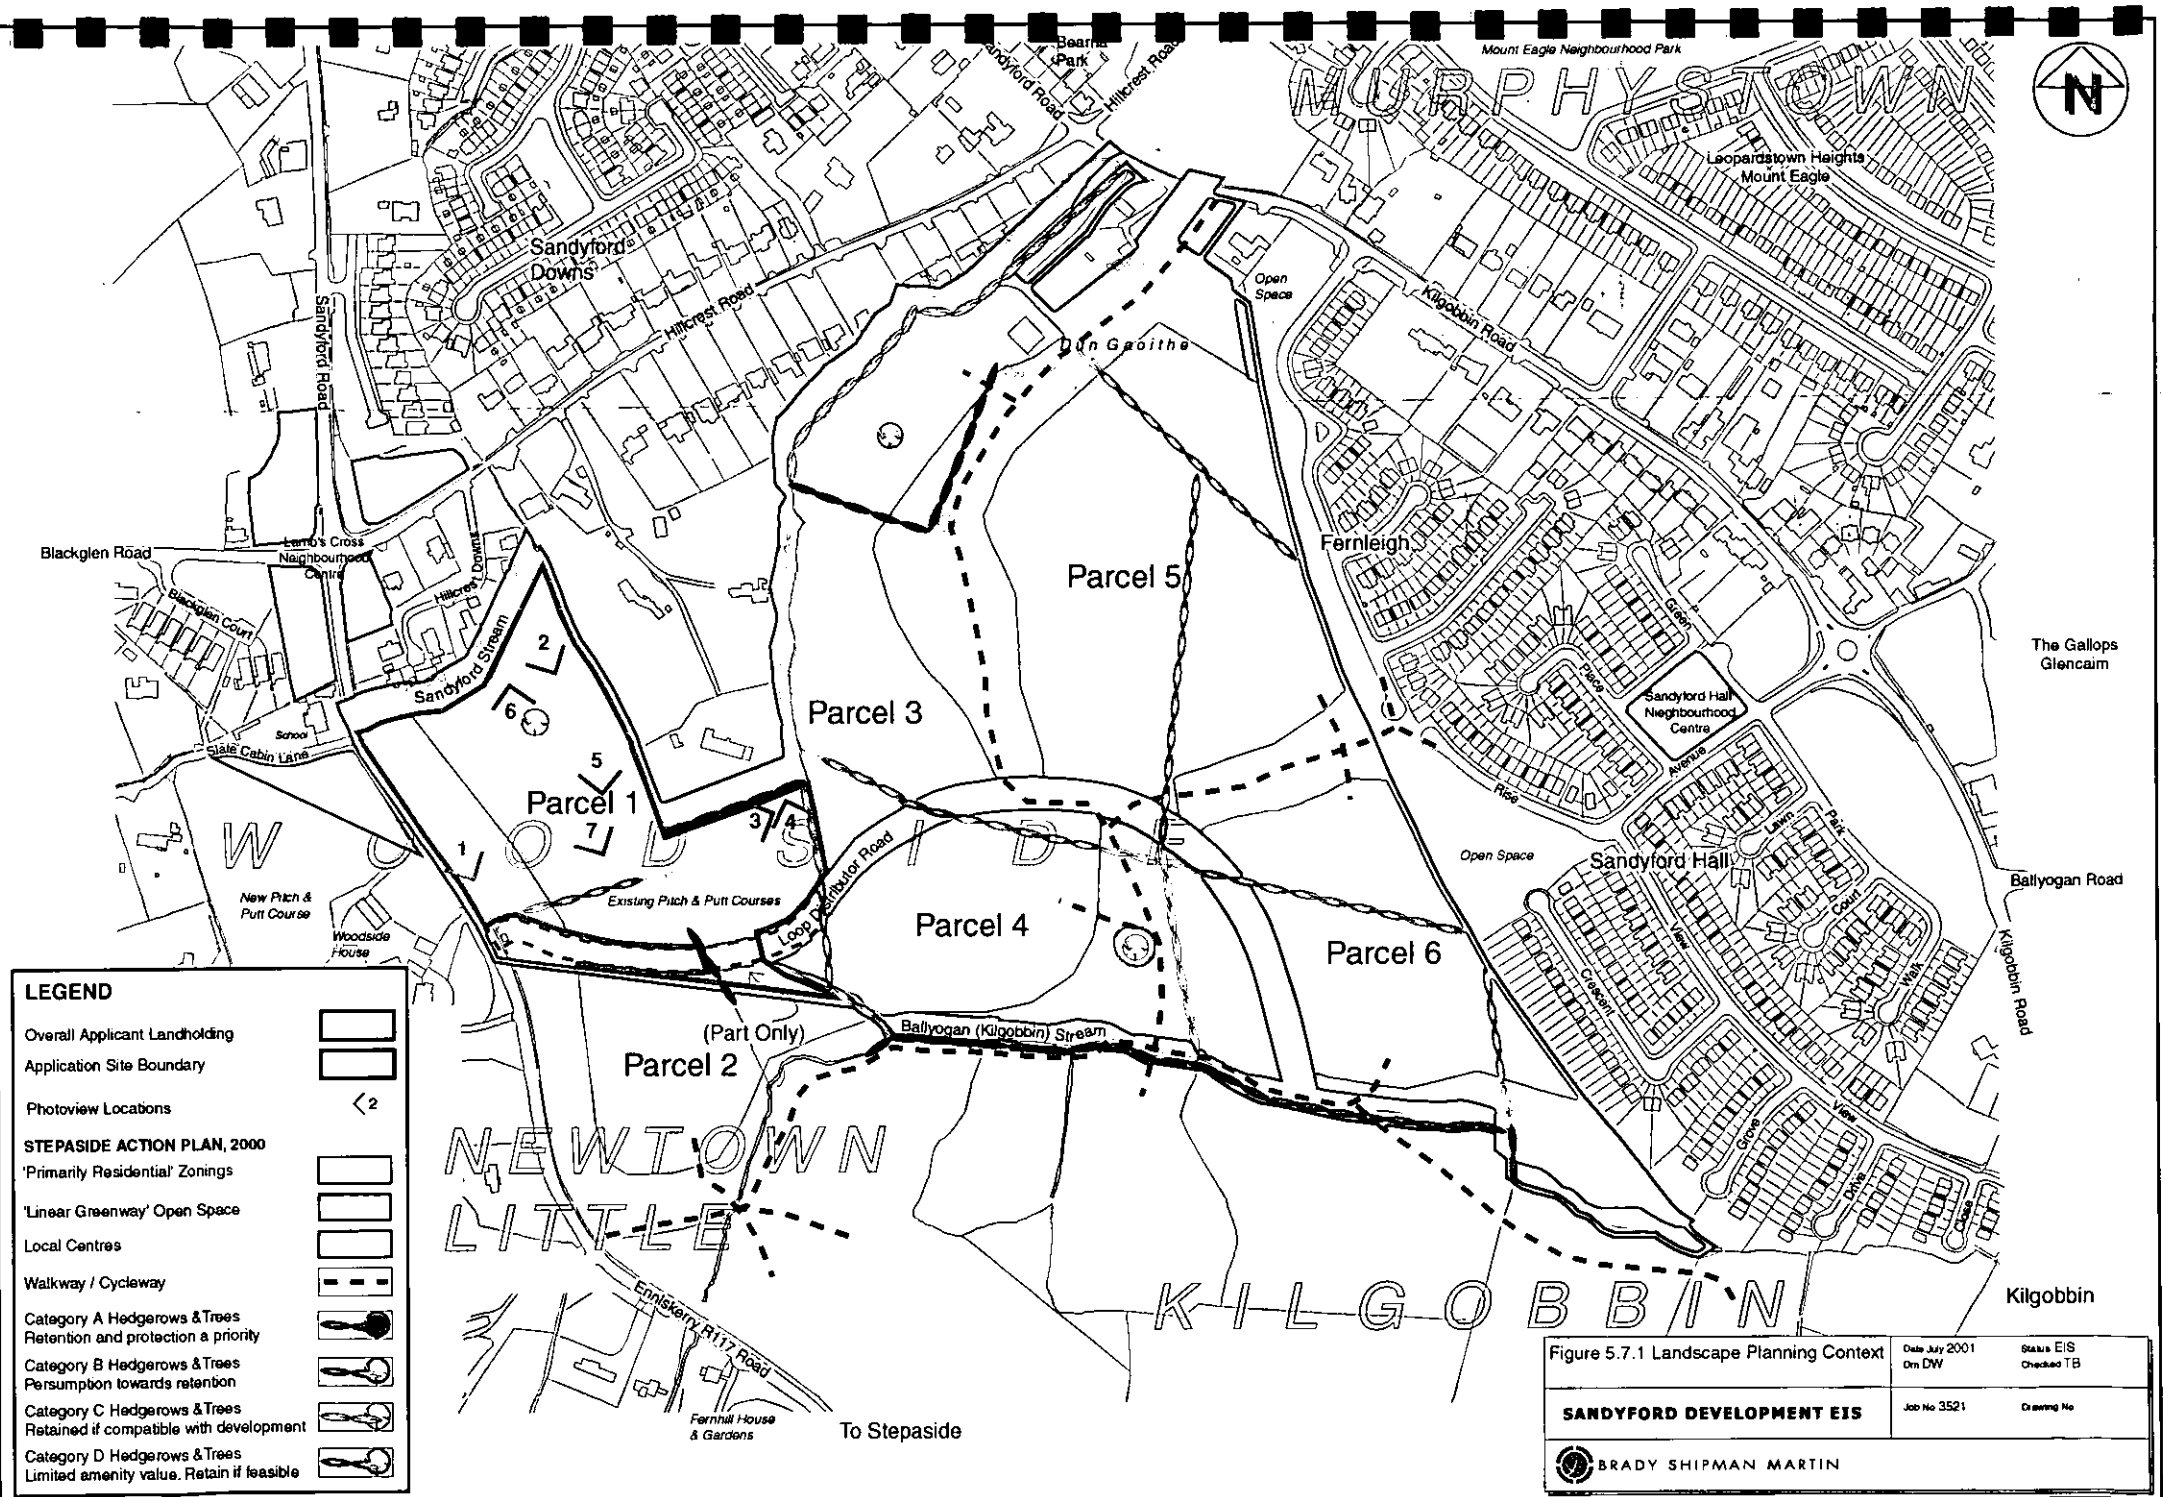 Bearna
Park
Sandyford Road
Hillcrest Road
Mount Eagle Neighbourhood Park
MURPHYSTOWN
N
Leopardstown Heights
Mount Eagle
Sandyford
Downs
Hillcrest Road
Sandyford Road
Open
Space
Kilgobbin Road
Dun Gaoithe
Blackglen Road
Lamb's Cross
Neighbourhood
Centre
Hillcrest Downs
Blackglen Court
Fernleigh
Parcel 5
Green
The Gallops
Glencairn
Sandyford Stream
2
6
Place
Sandyford Hall
Nieghbourhood
Centre
School
Slate Cabin Lane
Parcel 3
Avenue
5
Parcel 1
Rise
3
4
7
1
WOODSIDE
Loop Distributor Road
Lawn
Park
Open Space
Sandyford Hall
Ballyogan Road
New Pitch &
Putt Course
Existing Pitch & Putt Courses
Court
Woodside
House
Parcel 4
Parcel 6
View
Walk
Crescent
Kilgobbin Road
(Part Only)
Parcel 2
Ballyogan (Kilgobbin) Stream
NEWTOWN
LITTLE
View
Grove
Drive
Close
KILGOBBIN
Kilgobbin
Enniskerry R117 Road
Fernhill House
& Gardens
To Stepaside
LEGEND
Overall Applicant Landholding
Application Site Boundary
Photoview Locations
2
STEPASIDE ACTION PLAN, 2000
'Primarily Residential' Zonings
'Linear Greenway' Open Space
Local Centres
Walkway / Cycleway
Category A Hedgerows & Trees
Retention and protection a priority
Category B Hedgerows & Trees
Persumption towards retention
Category C Hedgerows & Trees
Retained if compatible with development
Category D Hedgerows & Trees
Limited amenity value. Retain if feasible
Figure 5.7.1 Landscape Planning Context
Date July 2001
Status EIS
Drn DW
Checked TB
SANDYFORD DEVELOPMENT EIS
Job No 3521
Drawing No
BRADY SHIPMAN MARTIN